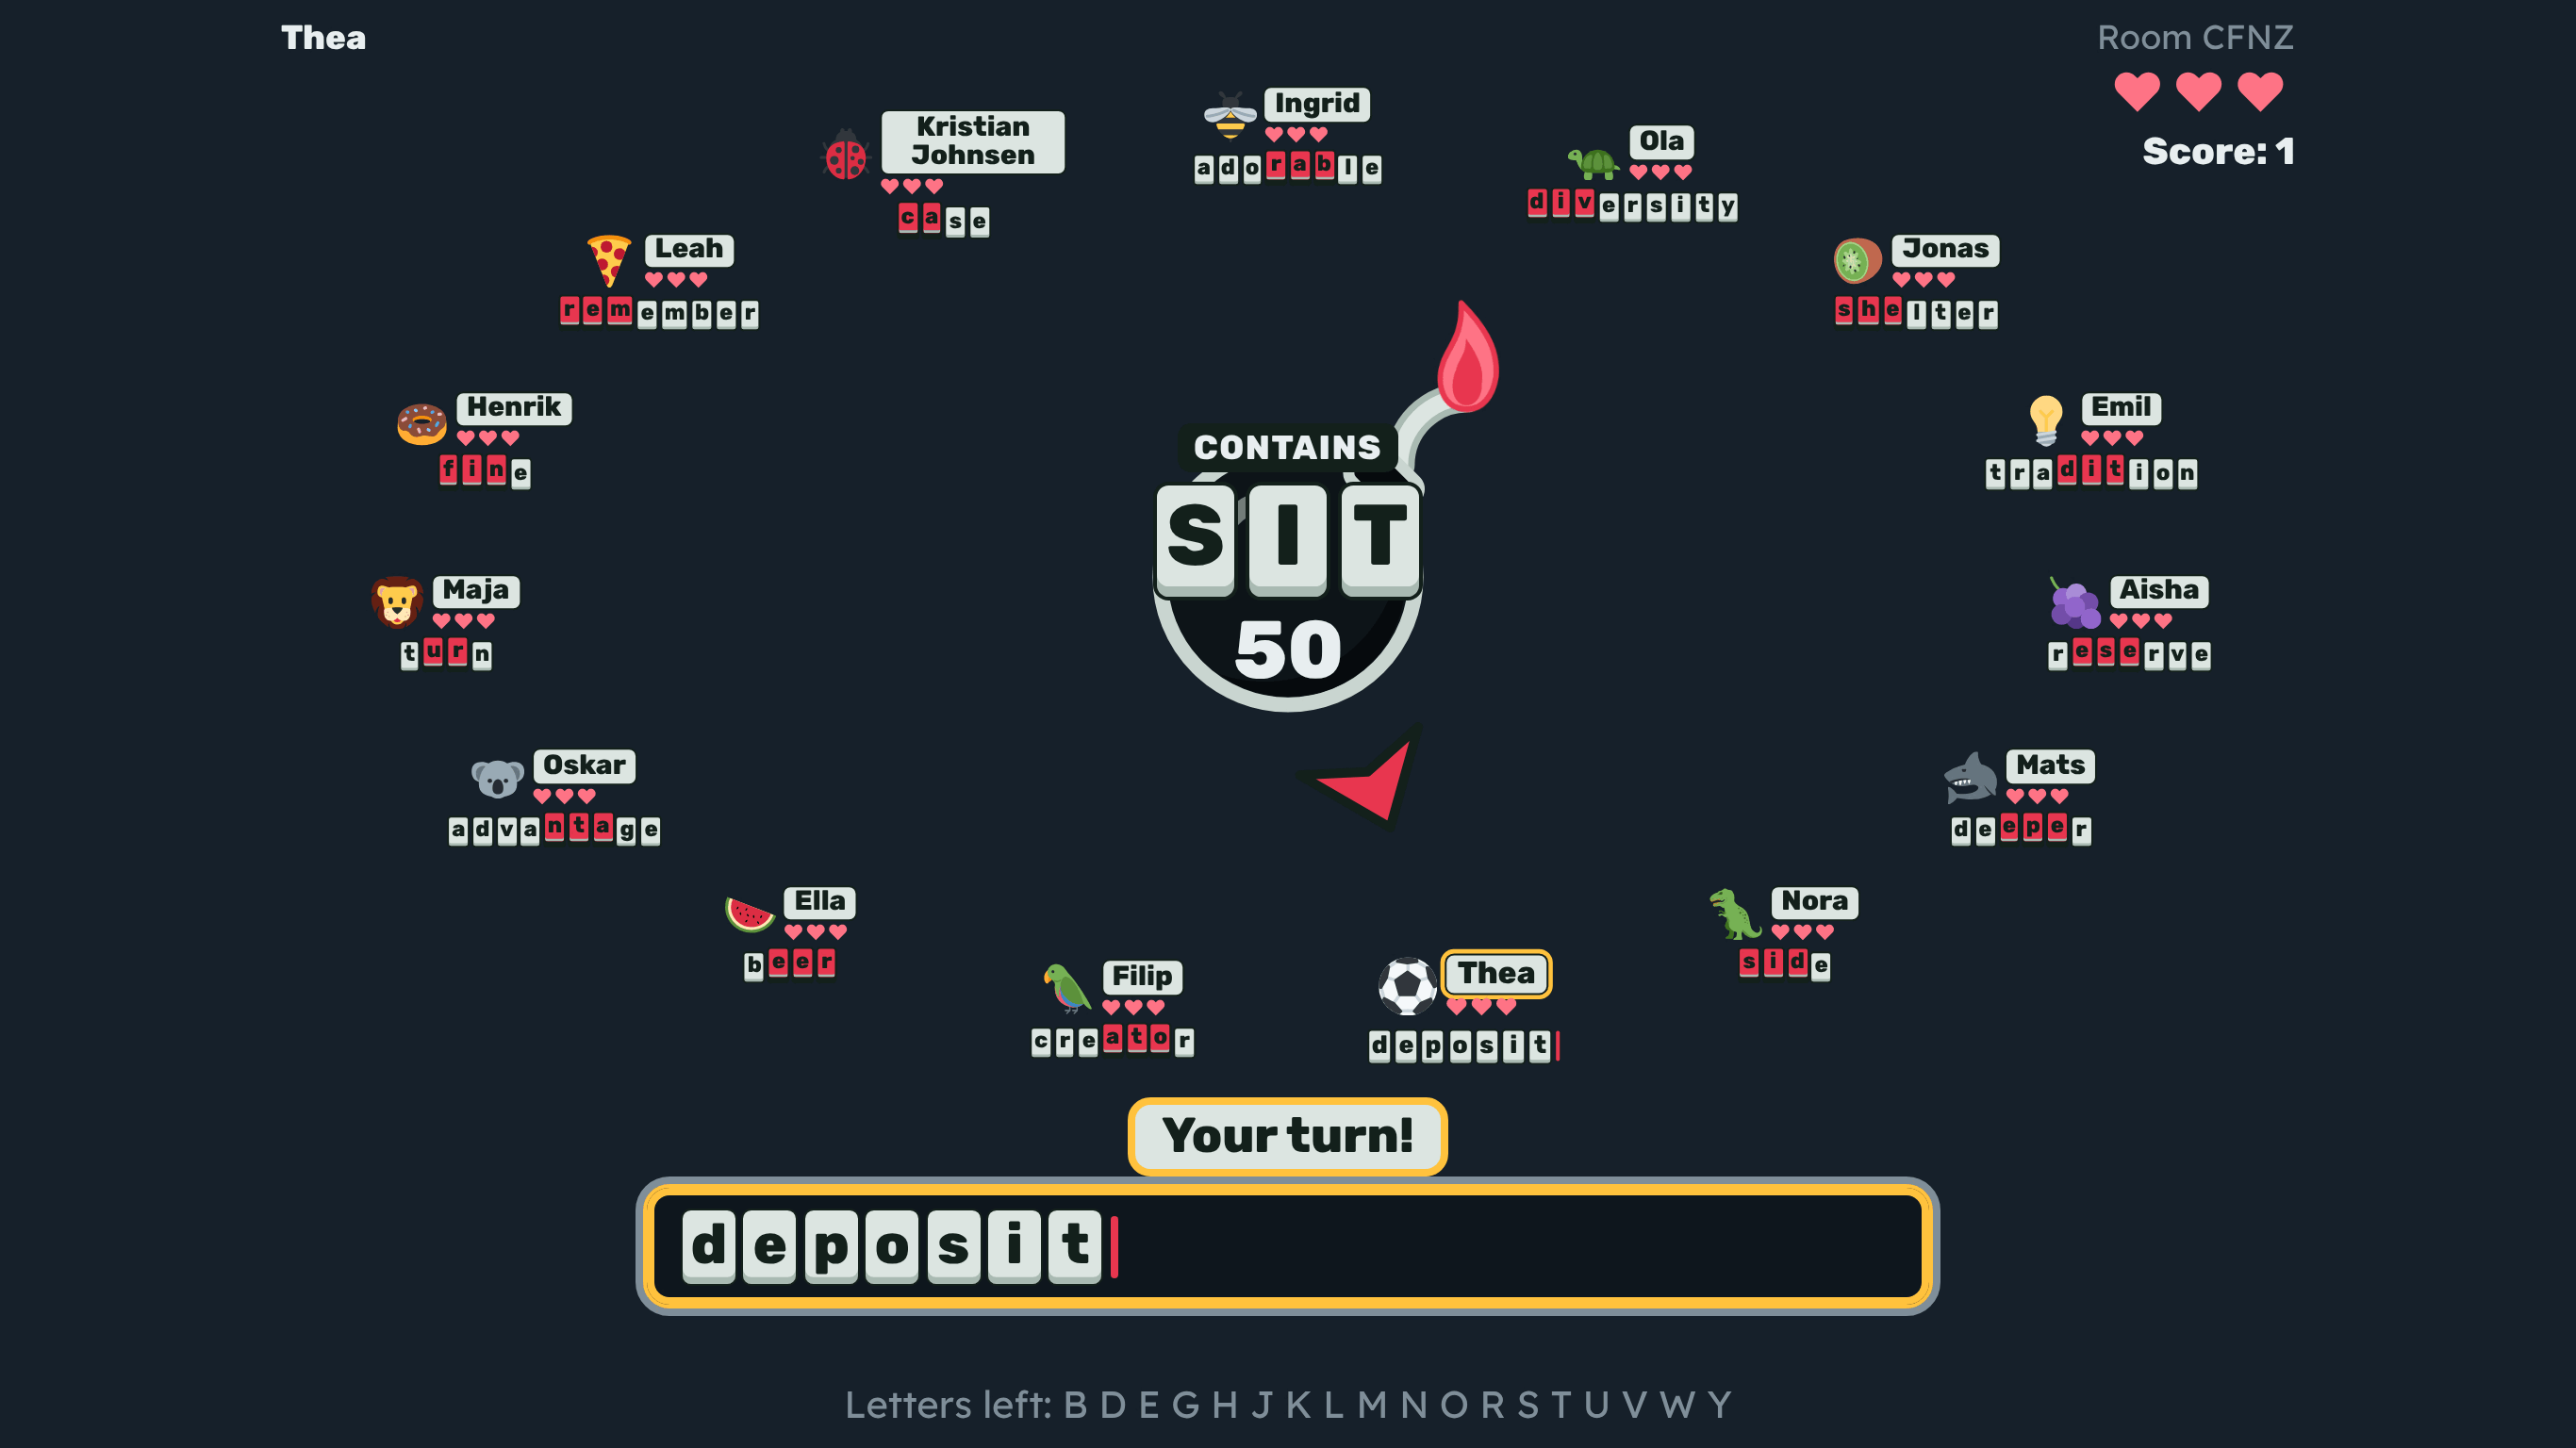 Thea
Room CFNZ
Score: 1
Ingrid
adorable
Kristian
Johnsen
case
Ola
diversity
Leah
remember
Jonas
shelter
Henrik
fine
Emil
tradition
CONTAINS
SIT
50
Maja
turn
Aisha
reserve
Oskar
advantage
Mats
deeper
Ella
beer
Nora
side
Filip
creator
Thea
deposit
Your turn!
deposit
Letters left: B D E G H J K L M N O R S T U V W Y